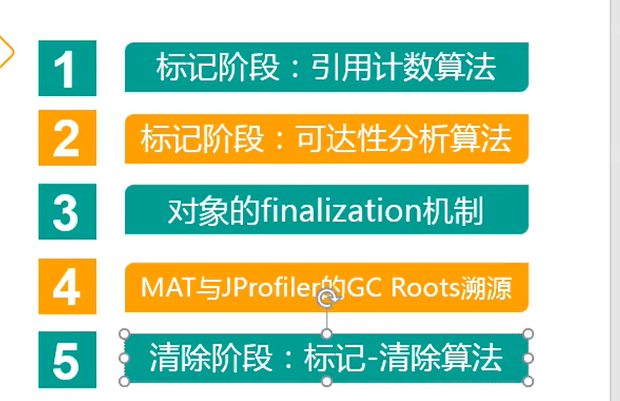 1
标记阶段：引用计数算法
2
标记阶段：可达性分析算法
3
对象的finalization机制
4
MAT与JProfiler的GC Roots溯源
5
清除阶段：标记-清除算法